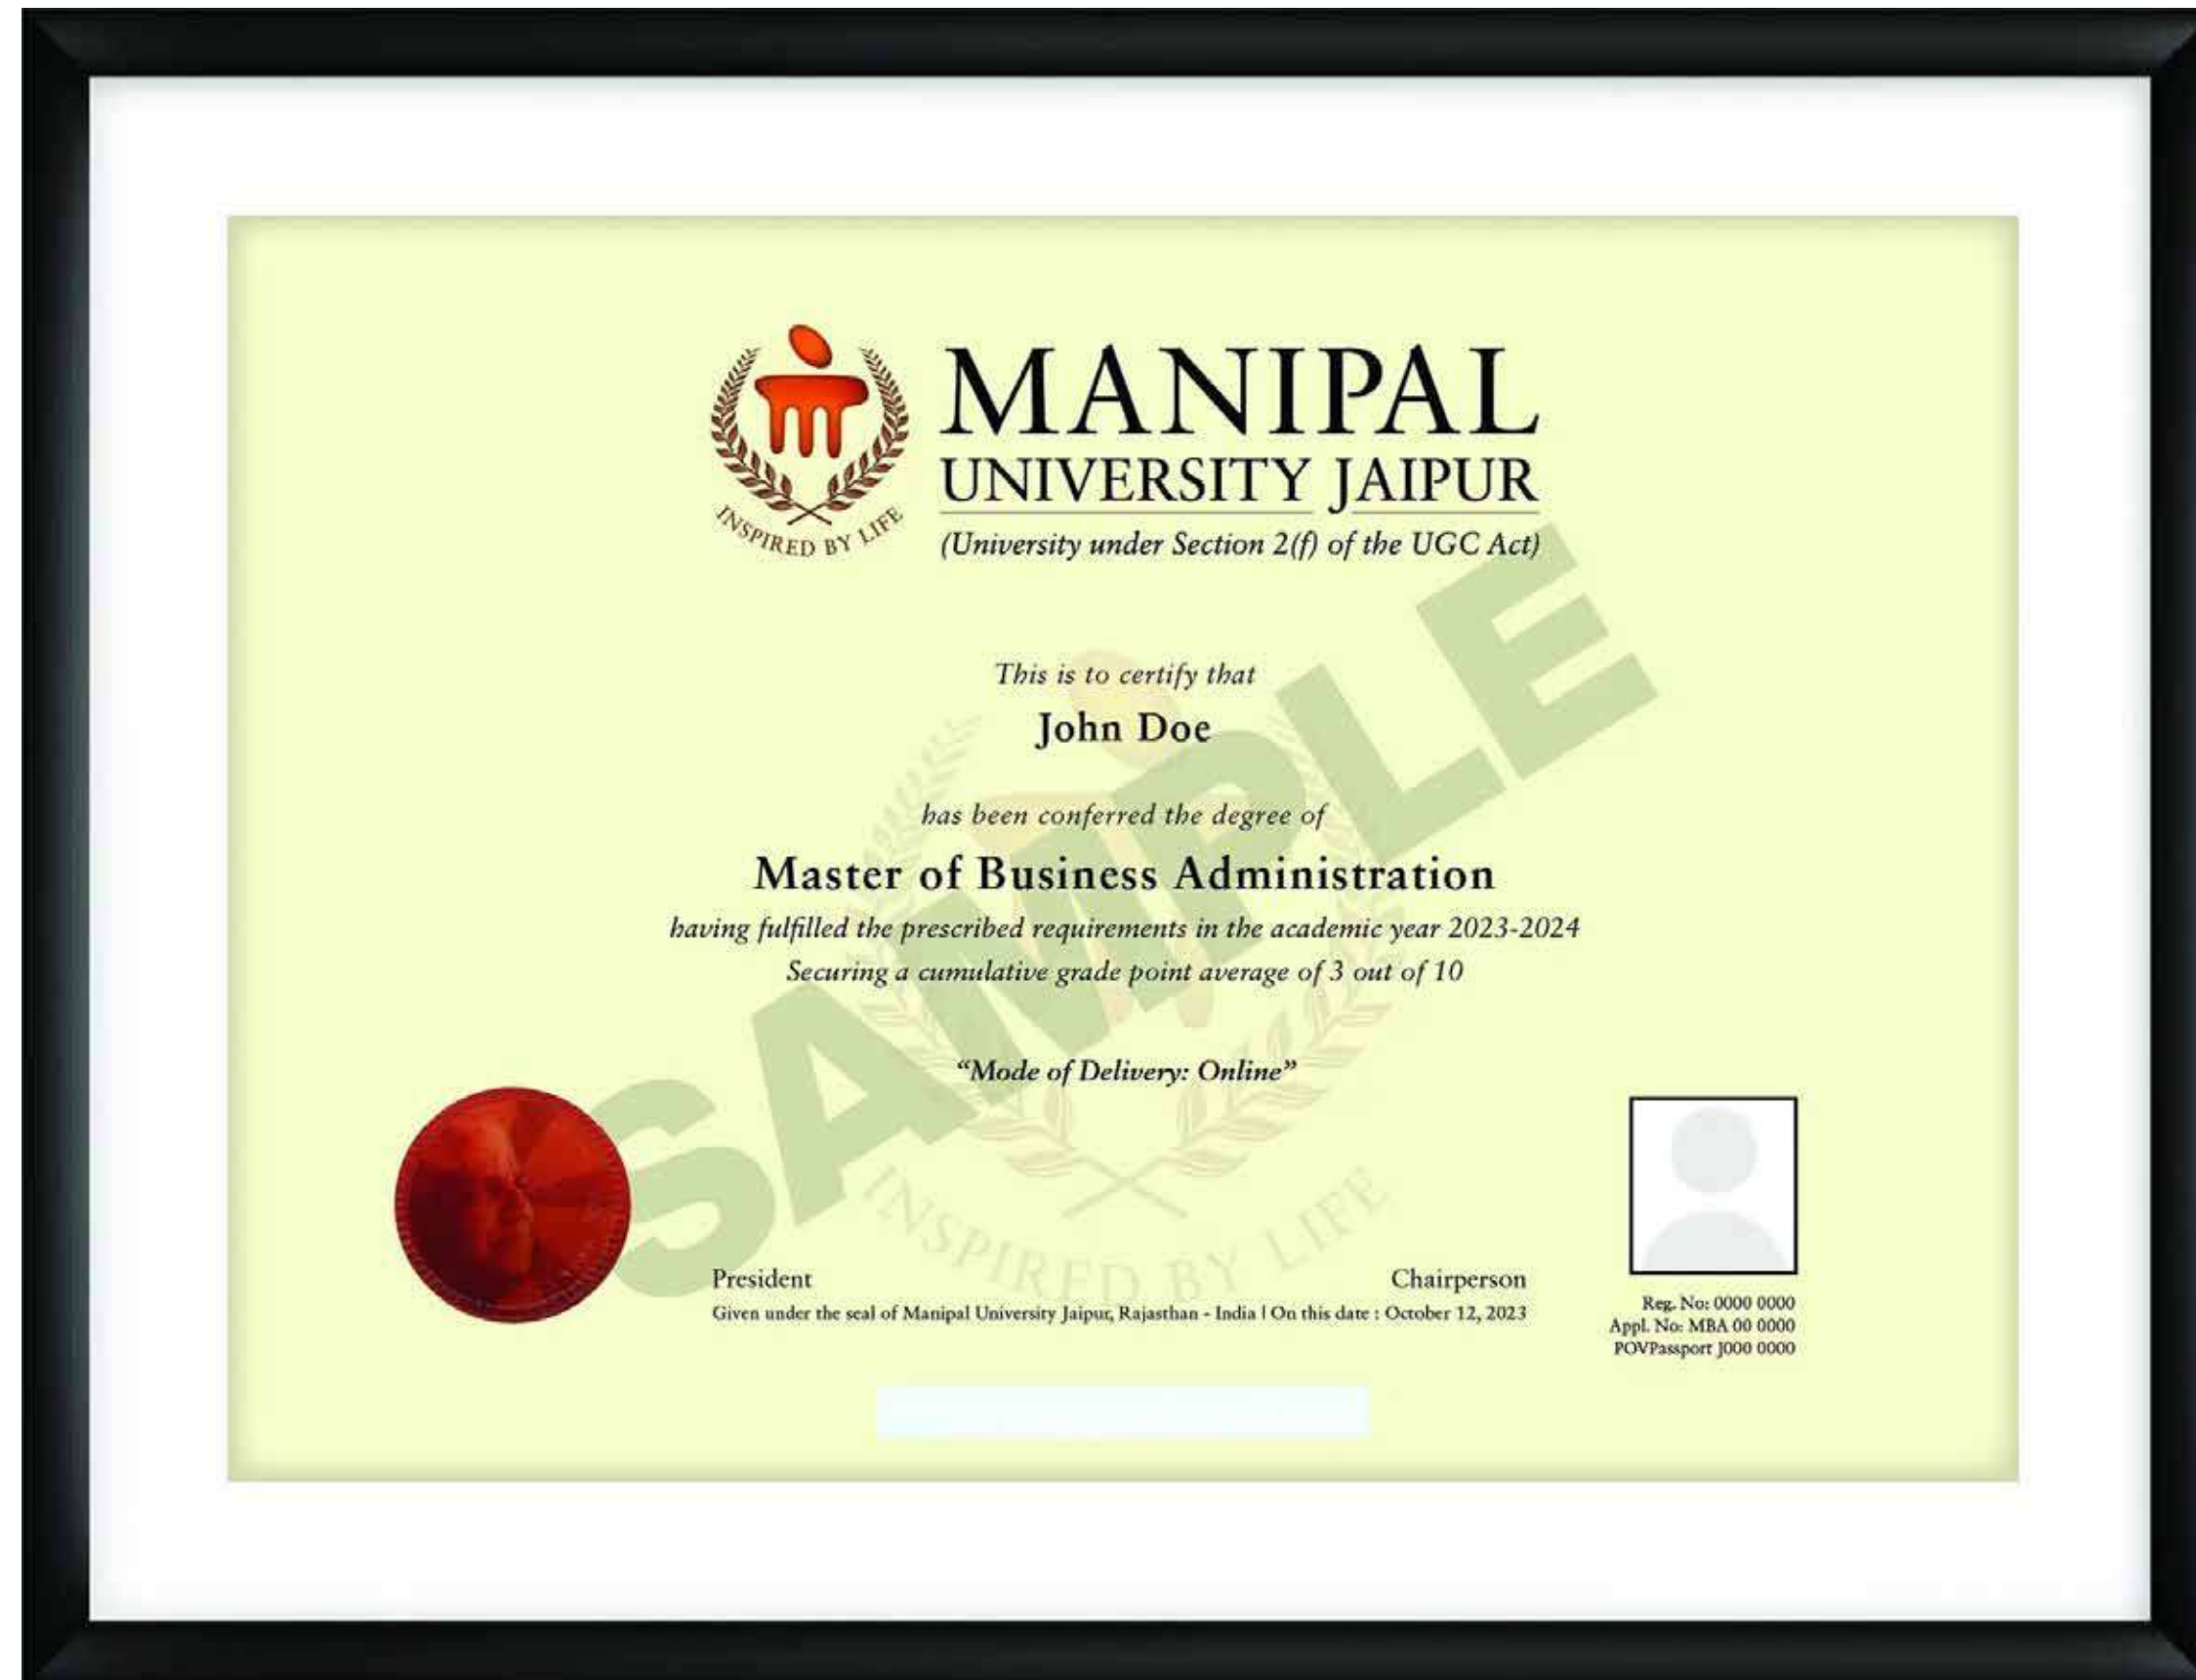 MANIPAL
UNIVERSITY JAIPUR
(University under Section 2(f) of the UGC Act)
INSPIRED BY LIFE
This is to certify that
John Doe
has been conferred the degree of
Master of Business Administration
having fulfilled the prescribed requirements in the academic year 2023-2024
Securing a cumulative grade point average of 3 out of 10
"Mode of Delivery: Online"
SAMPLE
INSPIRED BY LIFE
President
Chairperson
Given under the seal of Manipal University Jaipur, Rajasthan - India | On this date : October 12, 2023
Reg. No: 0000 0000
Appl. No: MBA 00 0000
POVPassport J000 0000